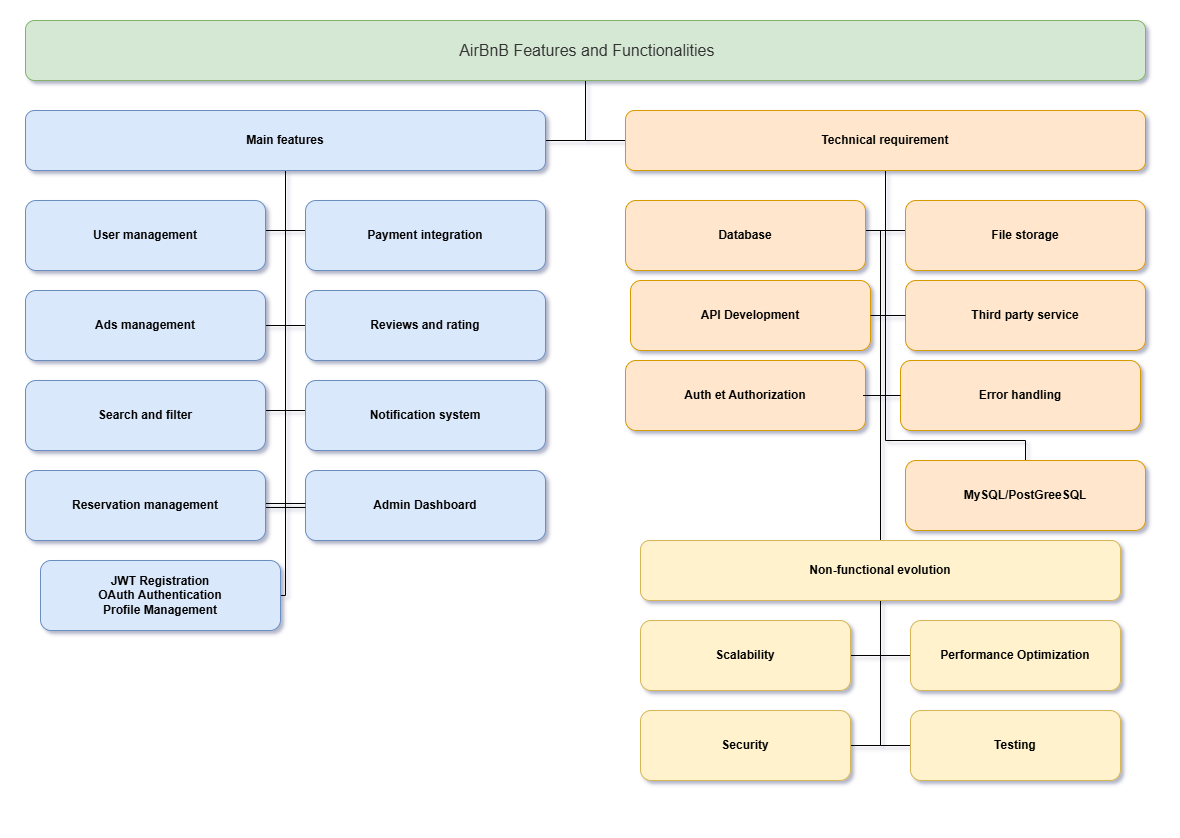 AirBnB Features and Functionalities
Main features
Technical requirement
User management
Payment integration
Database
File storage
Ads management
Reviews and rating
API Development
Third party service
Search and filter
Notification system
Auth et Authorization
Error handling
Reservation management
Admin Dashboard
MySQL/PostGreeSQL
JWT Registration
OAuth Authentication
Profile Management
Non-functional evolution
Scalability
Performance Optimization
Security
Testing